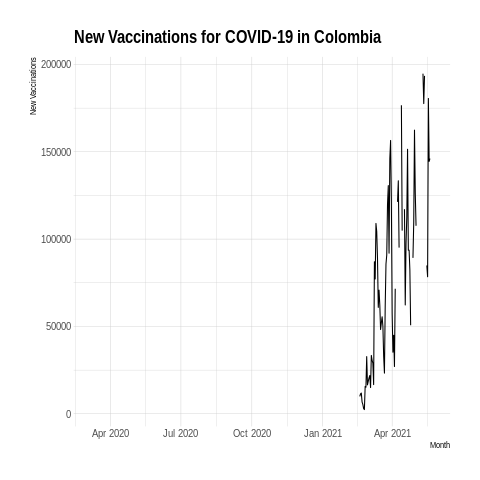 New Vaccinations for COVID-19 in Colombia
New Vaccinations
200000
150000
100000
50000
0
Apr 2020 Jul 2020 Oct 2020 Jan 2021 Apr 2021
Month